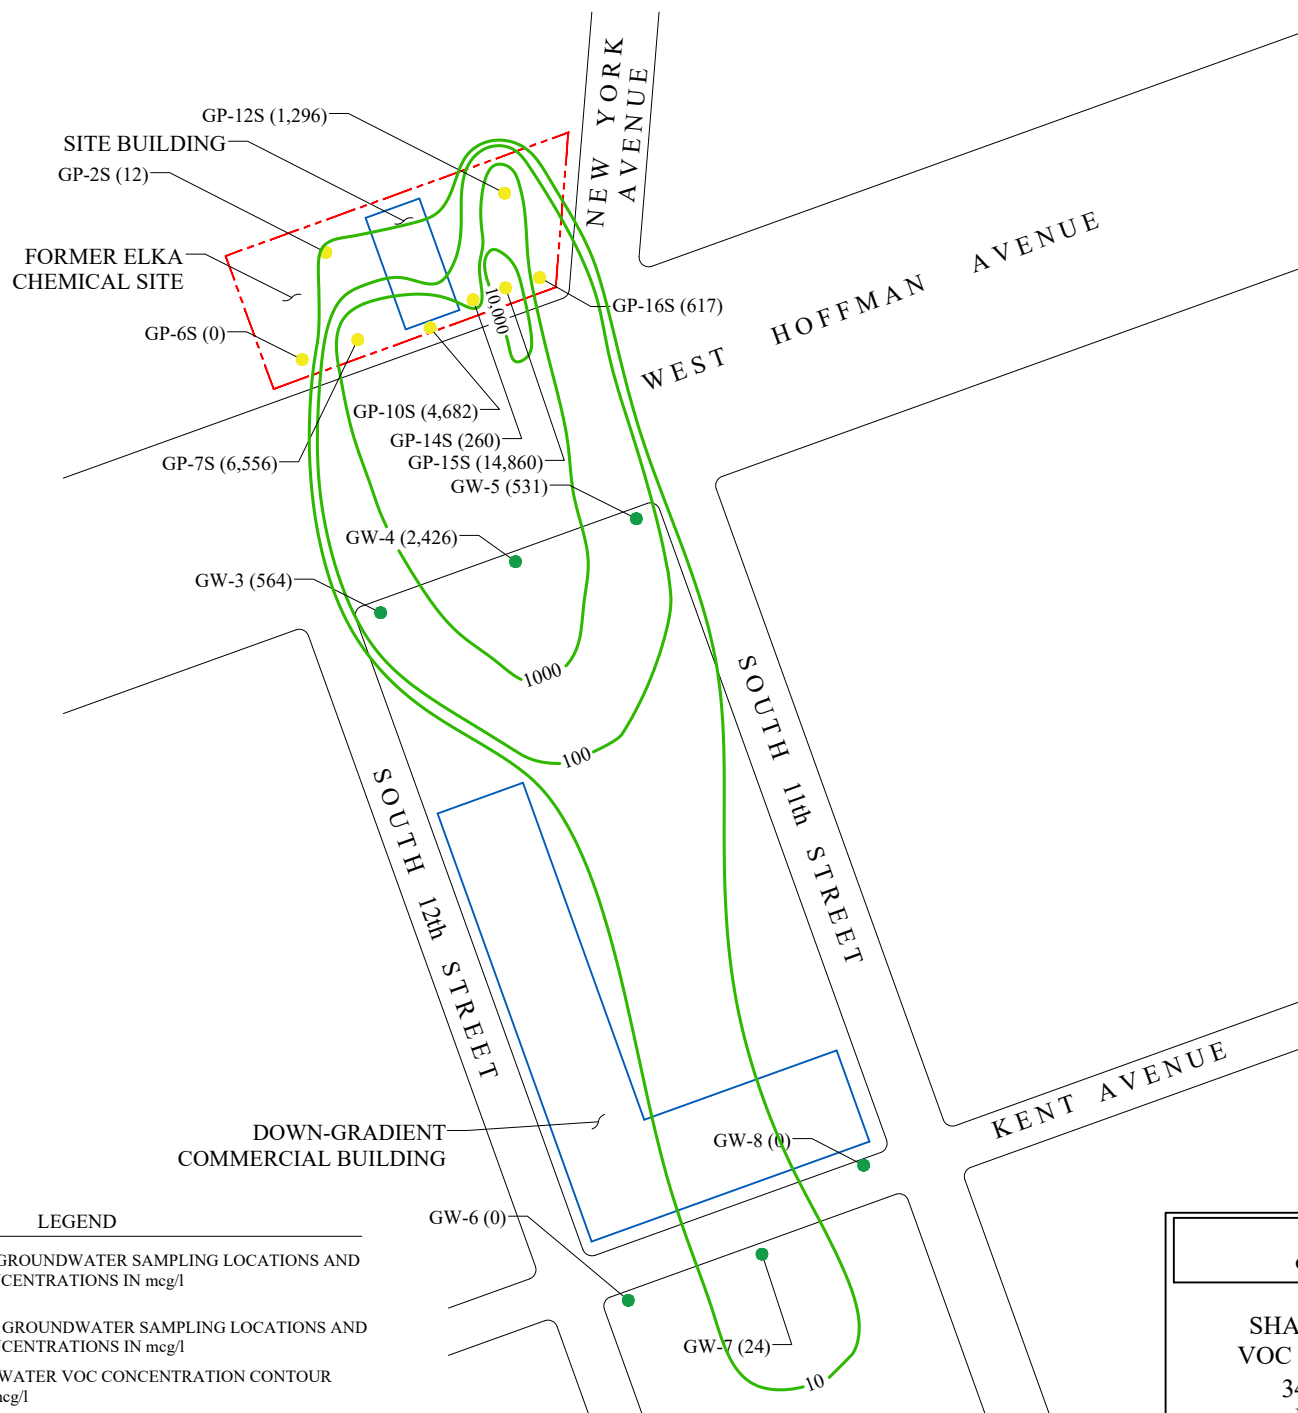 NEW YORK
AVENUE
GP-12S (1,296)
SITE BUILDING
GP-2S (12)
FORMER ELKA
CHEMICAL SITE
GP-6S (0)
10,000
GP-16S (617)
WEST HOFFMAN AVENUE
GP-10S (4,682)
GP-14S (260)
GP-7S (6,556)
GP-15S (14,860)
GW-5 (531)
GW-4 (2,426)
GW-3 (564)
1000
100
SOUTH 11th STREET
SOUTH 12th STREET
KENT AVENUE
DOWN-GRADIENT
COMMERCIAL BUILDING
GW-8 (0)
GW-6 (0)
GW-7 (24)
10
LEGEND
GROUNDWATER SAMPLING LOCATIONS AND
CENTRATIONS IN mcg/l
GROUNDWATER SAMPLING LOCATIONS AND
CENTRATIONS IN mcg/l
WATER VOC CONCENTRATION CONTOUR
mcg/l
SHA
VOC
34